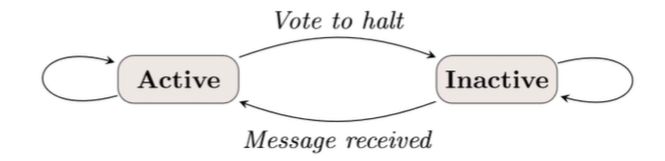 Vote to halt
Active
Inactive
Message received